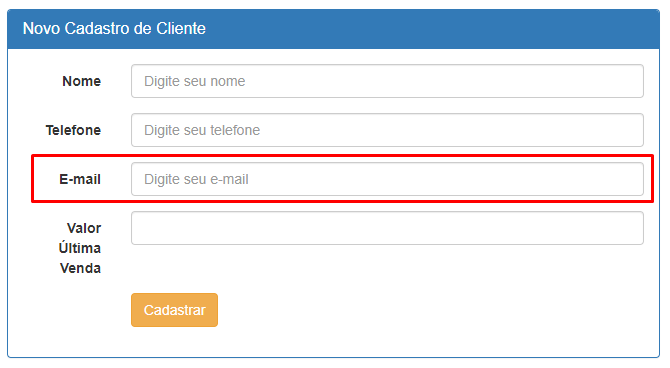 Novo Cadastro de Cliente
Nome Digite seu nome
Telefone Digite seu telefone
E-mail Digite seu e-mail
Valor
Última
Venda
Cadastrar